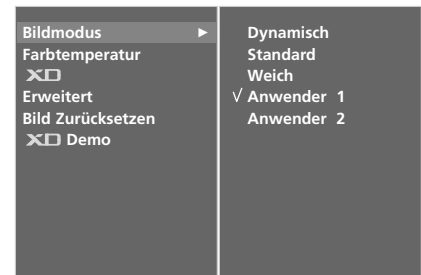 Bildmodus
Farbtemperatur
XD
Erweitert
Bild Zurücksetzen
XD Demo
Dynamisch
Standard
Weich
√ Anwender 1
Anwender 2